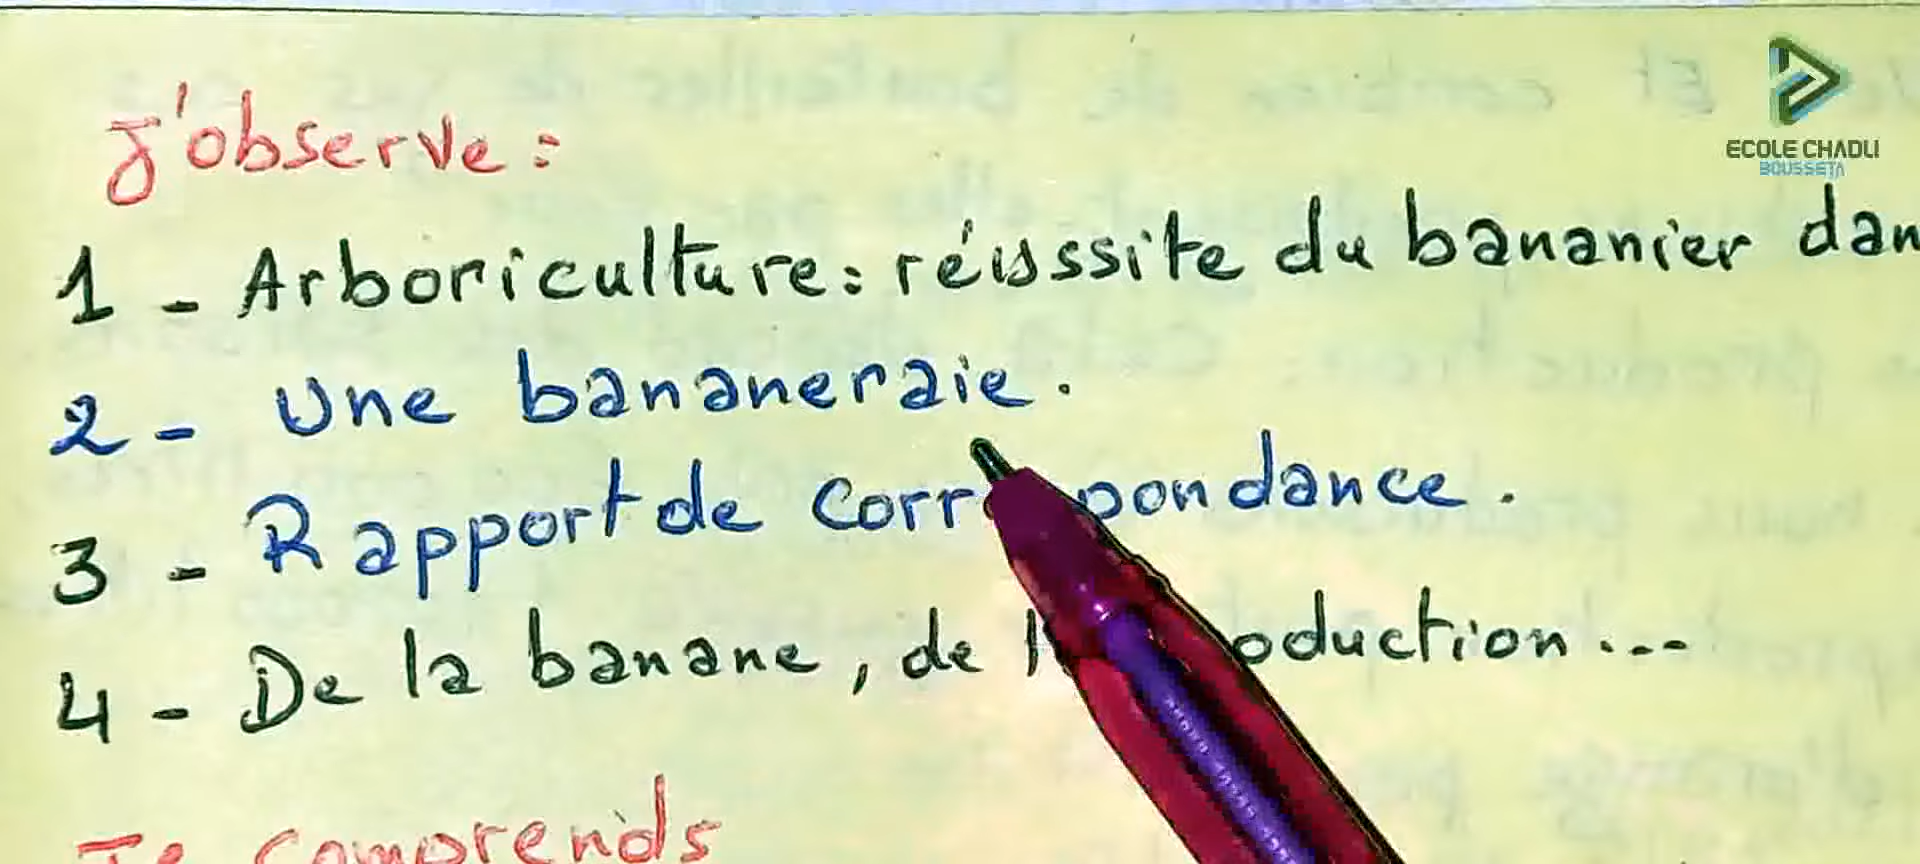 J'observe :
ECOLE CHADLI
BOUSSETA
1 - Arboriculture : réussite du bananier dan
2 - Une bananeraie.
3 - Rapport de corr pondance.
4 - De la banane, de l oduction ...
Je comprends